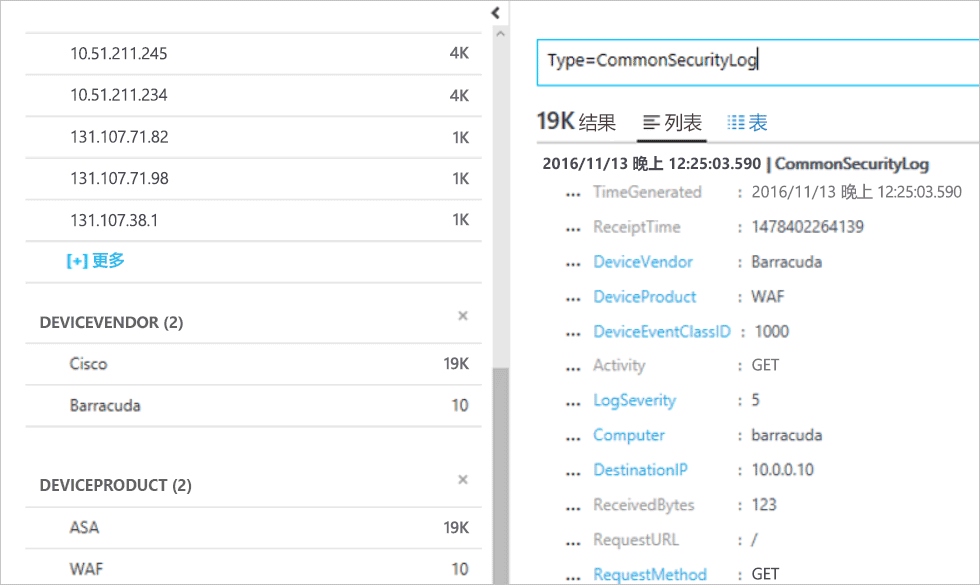 10.51.211.245 4K
10.51.211.234 4K
131.107.71.82 1K
131.107.71.98 1K
131.107.38.1 1K
[+] 更多
DEVICEVENDOR (2)
Cisco 19K
Barracuda 10
DEVICEPRODUCT (2)
ASA 19K
WAF 10
Type=CommonSecurityLog
19K 结果 列表 表
2016/11/13 晚上 12:25:03.590 | CommonSecurityLog
... TimeGenerated : 2016/11/13 晚上 12:25:03.590
... ReceiptTime : 1478402264139
... DeviceVendor : Barracuda
... DeviceProduct : WAF
... DeviceEventClassID : 1000
... Activity : GET
... LogSeverity : 5
... Computer : barracuda
... DestinationIP : 10.0.0.10
... ReceivedBytes : 123
... RequestURL : /
... RequestMethod : GET